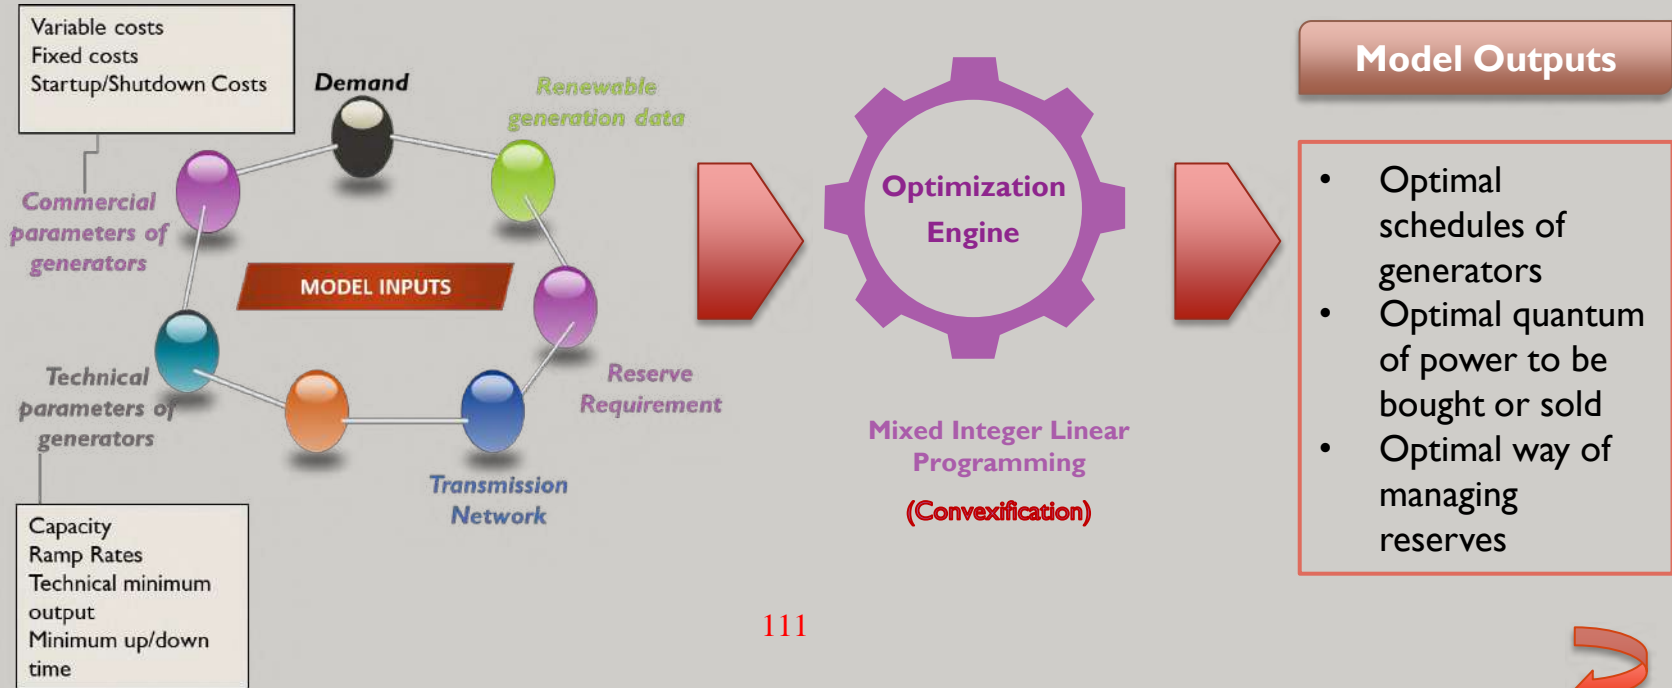 Variable costs
Fixed costs
Startup/Shutdown Costs
Demand
Renewable
generation data
Commercial
parameters of
generators
MODEL INPUTS
Technical
parameters of
generators
Reserve
Requirement
Transmission
Network
Capacity
Ramp Rates
Technical minimum
output
Minimum up/down
time
Optimization
Engine
Mixed Integer Linear
Programming
(Convexification)
Model Outputs
• Optimal
schedules of
generators
• Optimal quantum
of power to be
bought or sold
• Optimal way of
managing
reserves
111